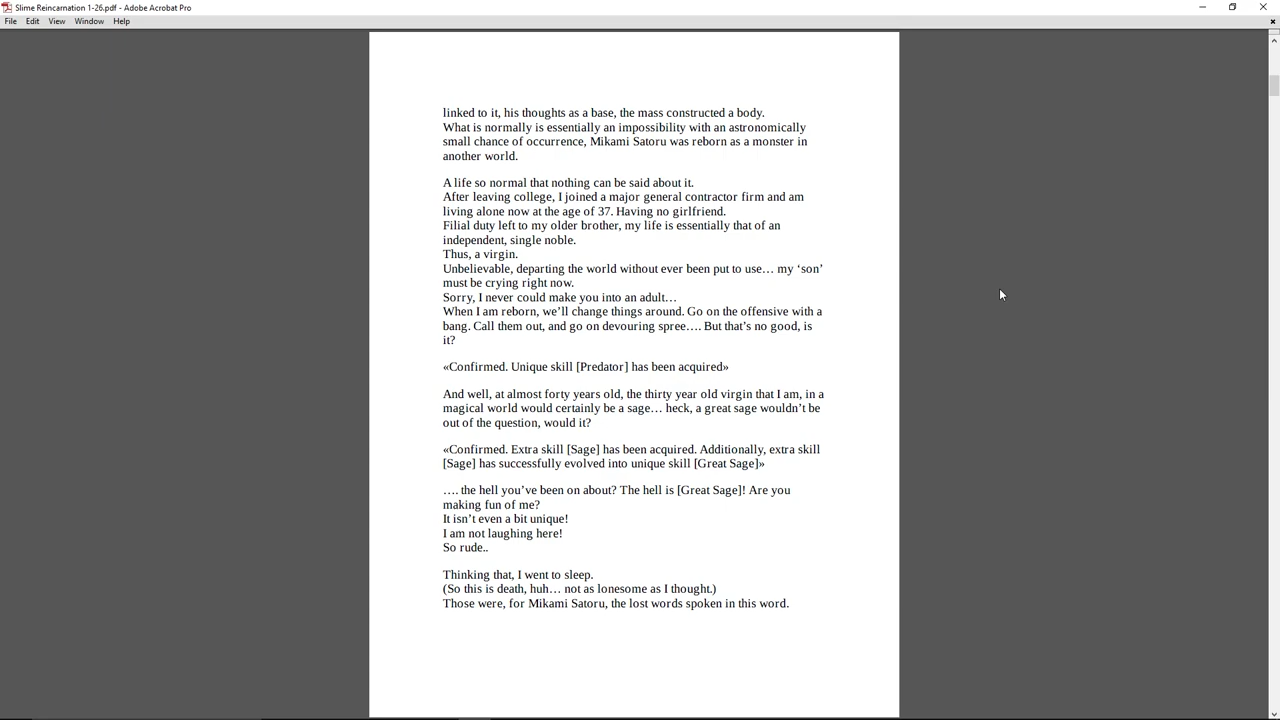 Slime Reincarnation 1-26.pdf - Adobe Acrobat Pro
File Edit View Window Help
linked to it, his thoughts as a base, the mass constructed a body.
What is normally is essentially an impossibility with an astronomically
small chance of occurrence, Mikami Satoru was reborn as a monster in
another world.
A life so normal that nothing can be said about it.
After leaving college, I joined a major general contractor firm and am
living alone now at the age of 37. Having no girlfriend.
Filial duty left to my older brother, my life is essentially that of an
independent, single noble.
Thus, a virgin.
Unbelievable, departing the world without ever been put to use… my ‘son’
must be crying right now.
Sorry, I never could make you into an adult…
When I am reborn, we’ll change things around. Go on the offensive with a
bang. Call them out, and go on devouring spree…. But that’s no good, is
it?
«Confirmed. Unique skill [Predator] has been acquired»
And well, at almost forty years old, the thirty year old virgin that I am, in a
magical world would certainly be a sage… heck, a great sage wouldn’t be
out of the question, would it?
«Confirmed. Extra skill [Sage] has been acquired. Additionally, extra skill
[Sage] has successfully evolved into unique skill [Great Sage]»
…. the hell you’ve been on about? The hell is [Great Sage]! Are you
making fun of me?
It isn’t even a bit unique!
I am not laughing here!
So rude..
Thinking that, I went to sleep.
(So this is death, huh… not as lonesome as I thought.)
Those were, for Mikami Satoru, the lost words spoken in this word.